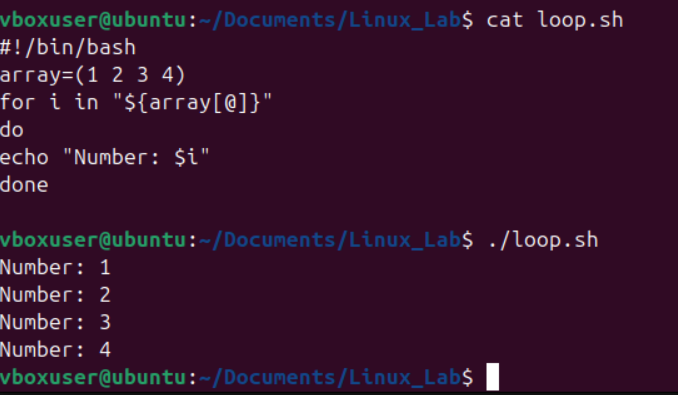 vboxuser@ubuntu:~/Documents/Linux_Lab$ cat loop.sh
#!/bin/bash
array=(1 2 3 4)
for i in "${array[@]}"
do
echo "Number: $i"
done

vboxuser@ubuntu:~/Documents/Linux_Lab$ ./loop.sh
Number: 1
Number: 2
Number: 3
Number: 4
vboxuser@ubuntu:~/Documents/Linux_Lab$